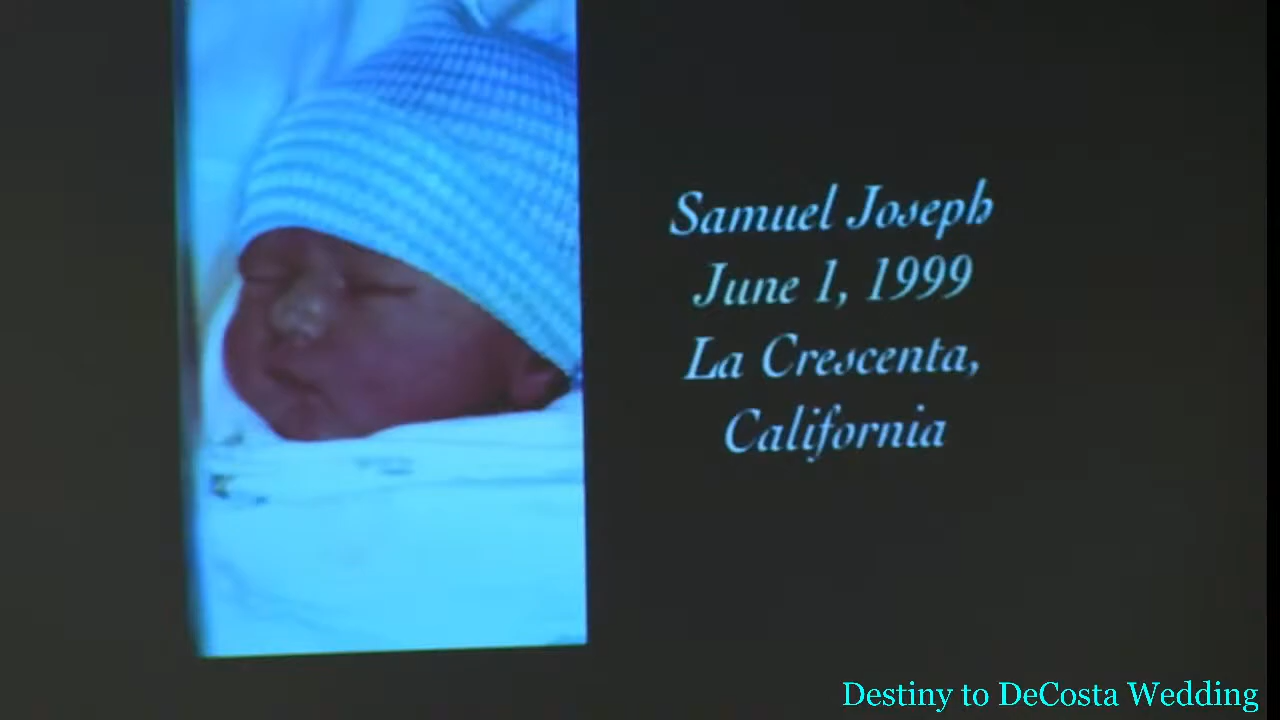 Samuel Joseph
June 1, 1999
La Crescenta,
California
Destiny to DeCosta Wedding